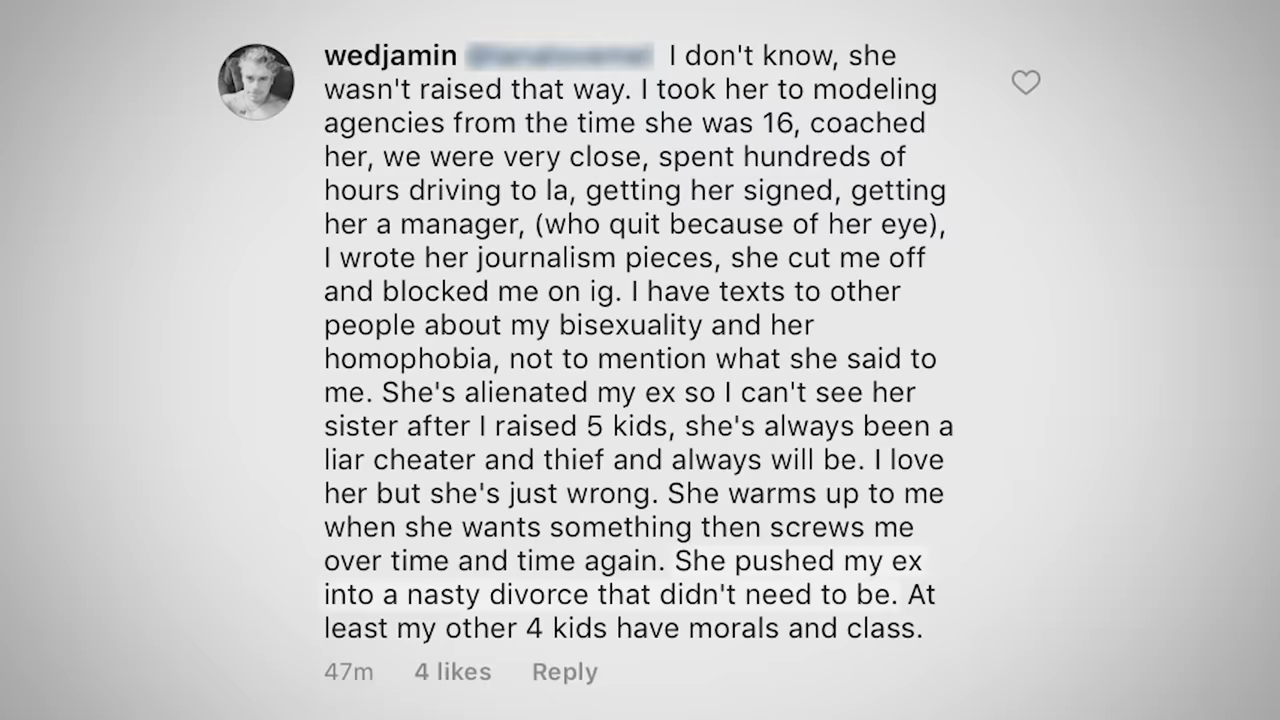 wedjamin I don't know, she
wasn't raised that way. I took her to modeling
agencies from the time she was 16, coached
her, we were very close, spent hundreds of
hours driving to la, getting her signed, getting
her a manager, (who quit because of her eye),
I wrote her journalism pieces, she cut me off
and blocked me on ig. I have texts to other
people about my bisexuality and her
homophobia, not to mention what she said to
me. She's alienated my ex so I can't see her
sister after I raised 5 kids, she's always been a
liar cheater and thief and always will be. I love
her but she's just wrong. She warms up to me
when she wants something then screws me
over time and time again. She pushed my ex
into a nasty divorce that didn't need to be. At
least my other 4 kids have morals and class.
47m 4 likes Reply